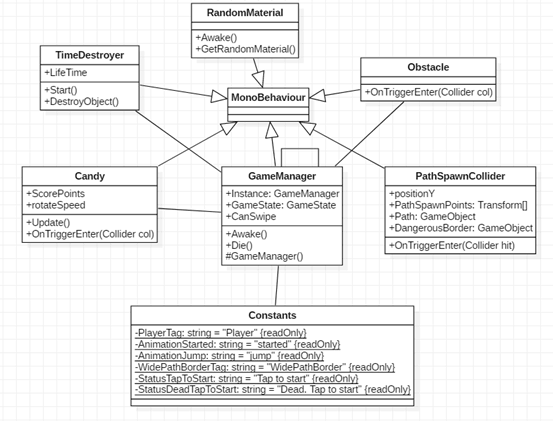 RandomMaterial
+Awake()
+GetRandomMaterial()
TimeDestroyer
+LifeTime
+Start()
+DestroyObject()
MonoBehaviour
Obstacle
+OnTriggerEnter(Collider col)
Candy
+ScorePoints
+rotateSpeed
+Update()
+OnTriggerEnter(Collider col)
GameManager
+Instance: GameManager
+GameState: GameState
+CanSwipe
+Awake()
+Die()
#GameManager()
PathSpawnCollider
+positionY
+PathSpawnPoints: Transform[]
+Path: GameObject
+DangerousBorder: GameObject
+OnTriggerEnter(Collider hit)
Constants
-PlayerTag: string = "Player" {readOnly}
-AnimationStarted: string = "started" {readOnly}
-AnimationJump: string = "jump" {readOnly}
-WidePathBorderTag: string = "WidePathBorder" {readOnly}
-StatusTapToStart: string = "Tap to start" {readOnly}
-StatusDeadTapToStart: string = "Dead. Tap to start" {readOnly}